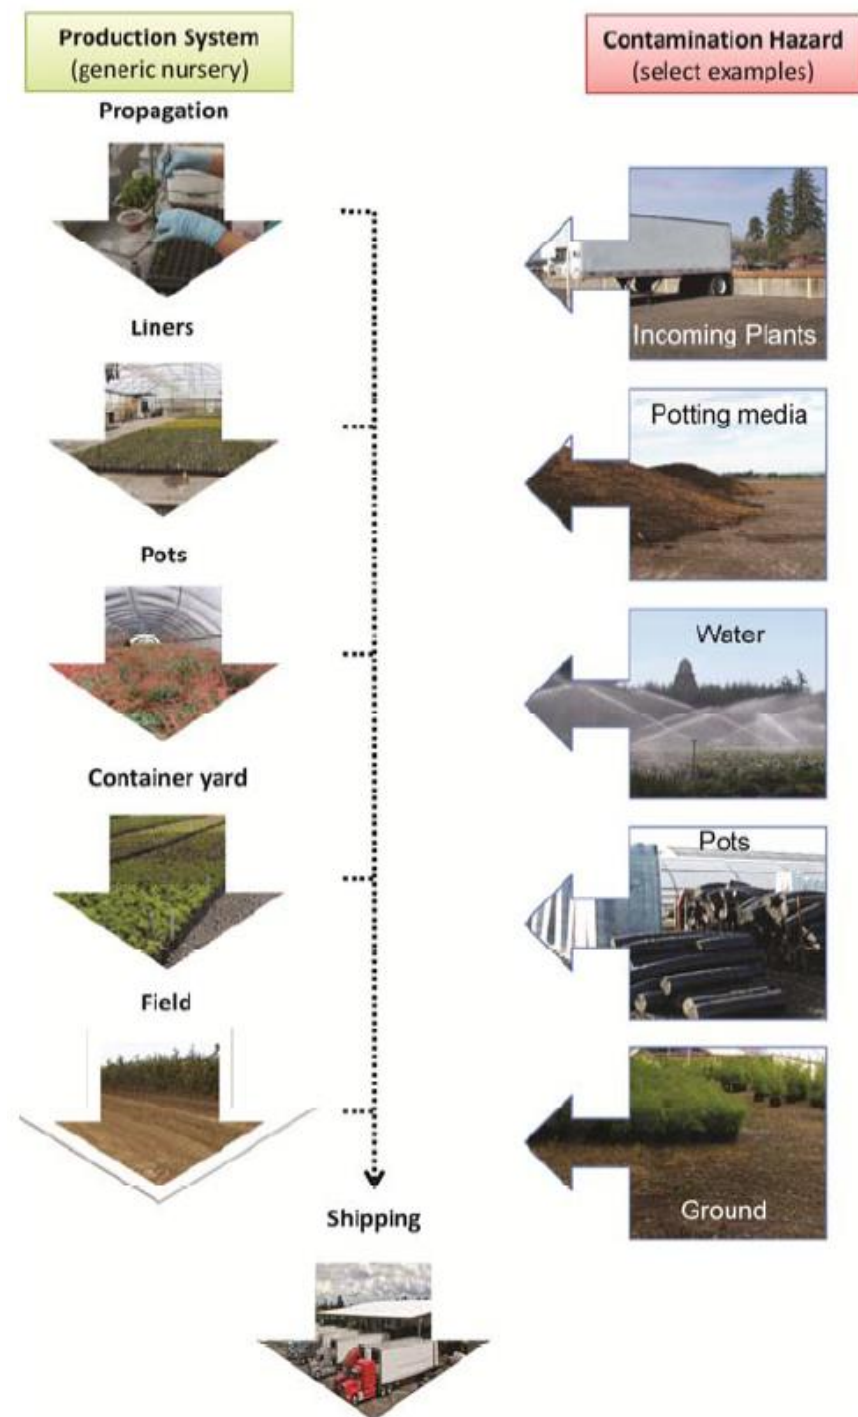 Production System
(generic nursery)
Contamination Hazard
(select examples)
Propagation
Liners
Pots
Container yard
Field
Shipping
Incoming Plants
Potting media
Water
Pots
Ground